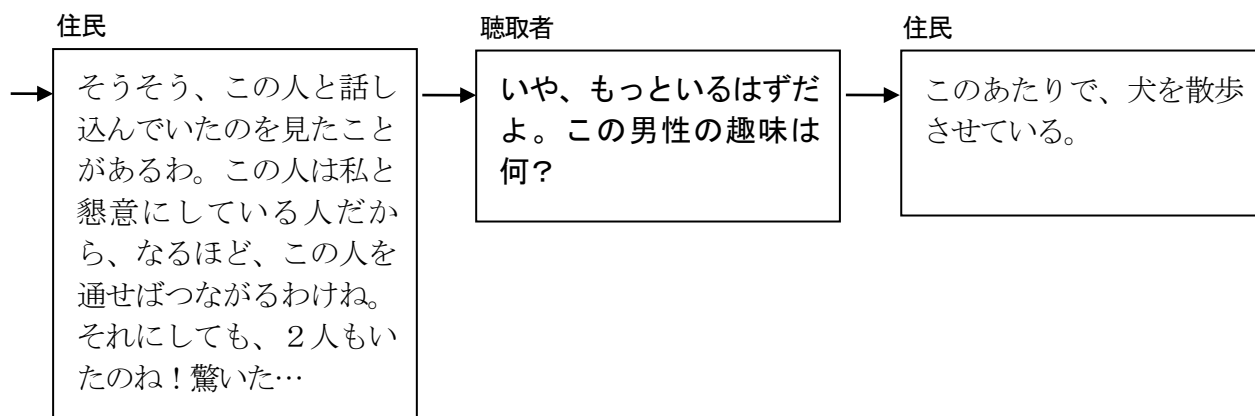 住民
そうそう、この人と話し
込んでいたのを見たこと
があるわ。この人は私と
懇意にしている人だか
ら、なるほど、この人を
通せばつながるわけね。
それにしても、２人もい
たのね！驚いた…
聴取者
いや、もっといるはずだ
よ。この男性の趣味は
何？
住民
このあたりで、犬を散歩
させている。